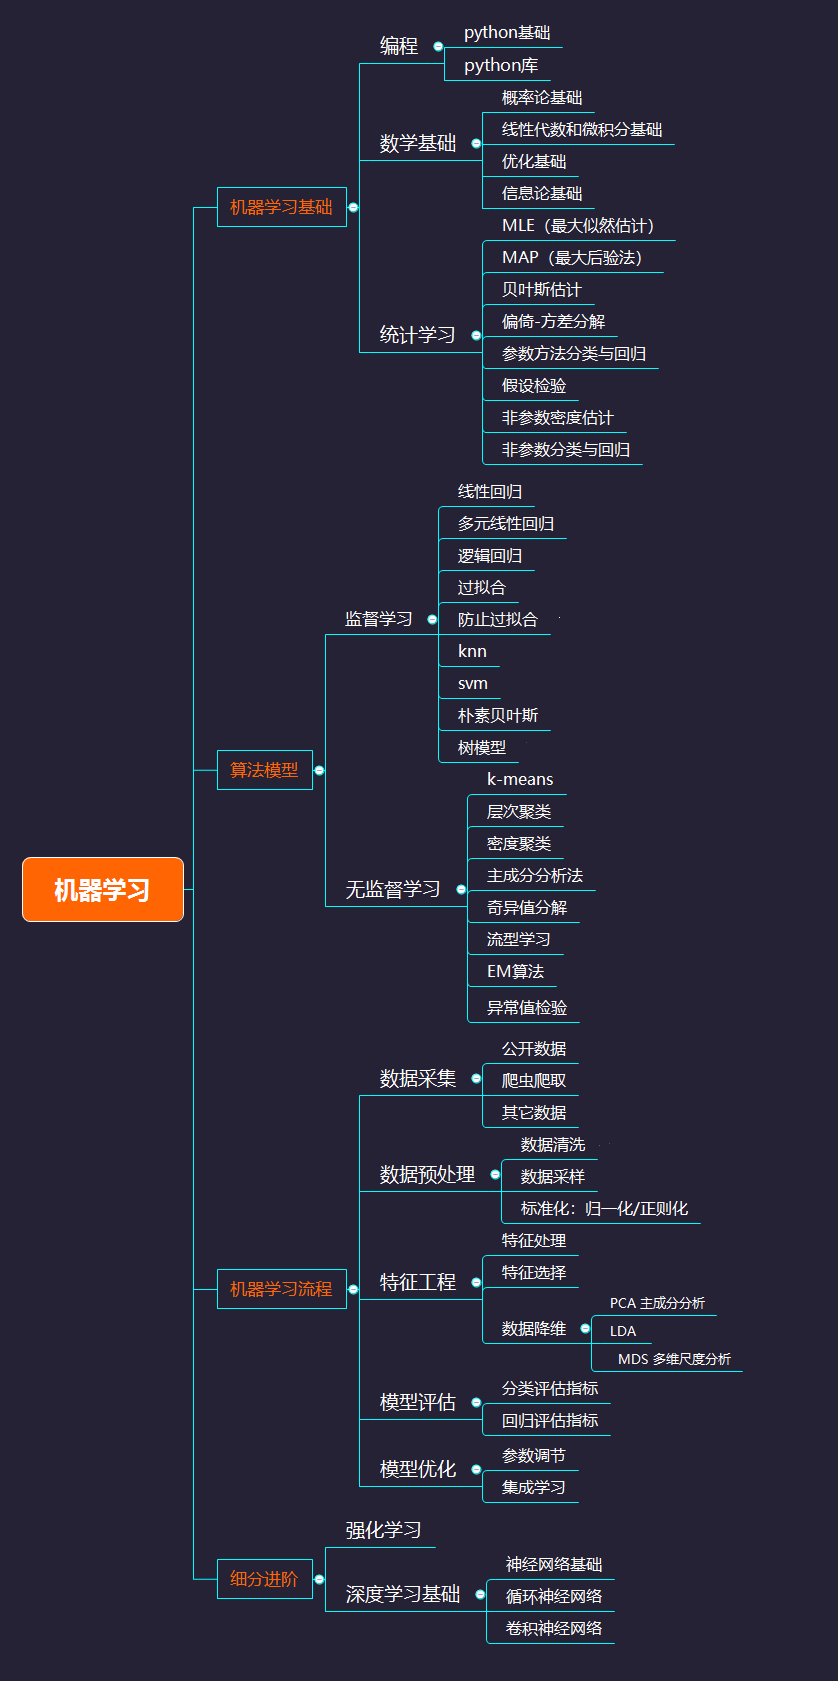 机器学习
机器学习基础
编程
python基础
python库
数学基础
概率论基础
线性代数和微积分基础
优化基础
信息论基础
统计学习
MLE（最大似然估计）
MAP（最大后验法）
贝叶斯估计
偏倚-方差分解
参数方法分类与回归
假设检验
非参数密度估计
非参数分类与回归
算法模型
监督学习
线性回归
多元线性回归
逻辑回归
过拟合
防止过拟合
knn
svm
朴素贝叶斯
树模型
无监督学习
k-means
层次聚类
密度聚类
主成分分析法
奇异值分解
流型学习
EM算法
异常值检验
机器学习流程
数据采集
公开数据
爬虫爬取
其它数据
数据预处理
数据清洗
数据采样
标准化：归一化/正则化
特征工程
特征处理
特征选择
数据降维
PCA 主成分分析
LDA
MDS 多维尺度分析
模型评估
分类评估指标
回归评估指标
模型优化
参数调节
集成学习
细分进阶
强化学习
深度学习基础
神经网络基础
循环神经网络
卷积神经网络